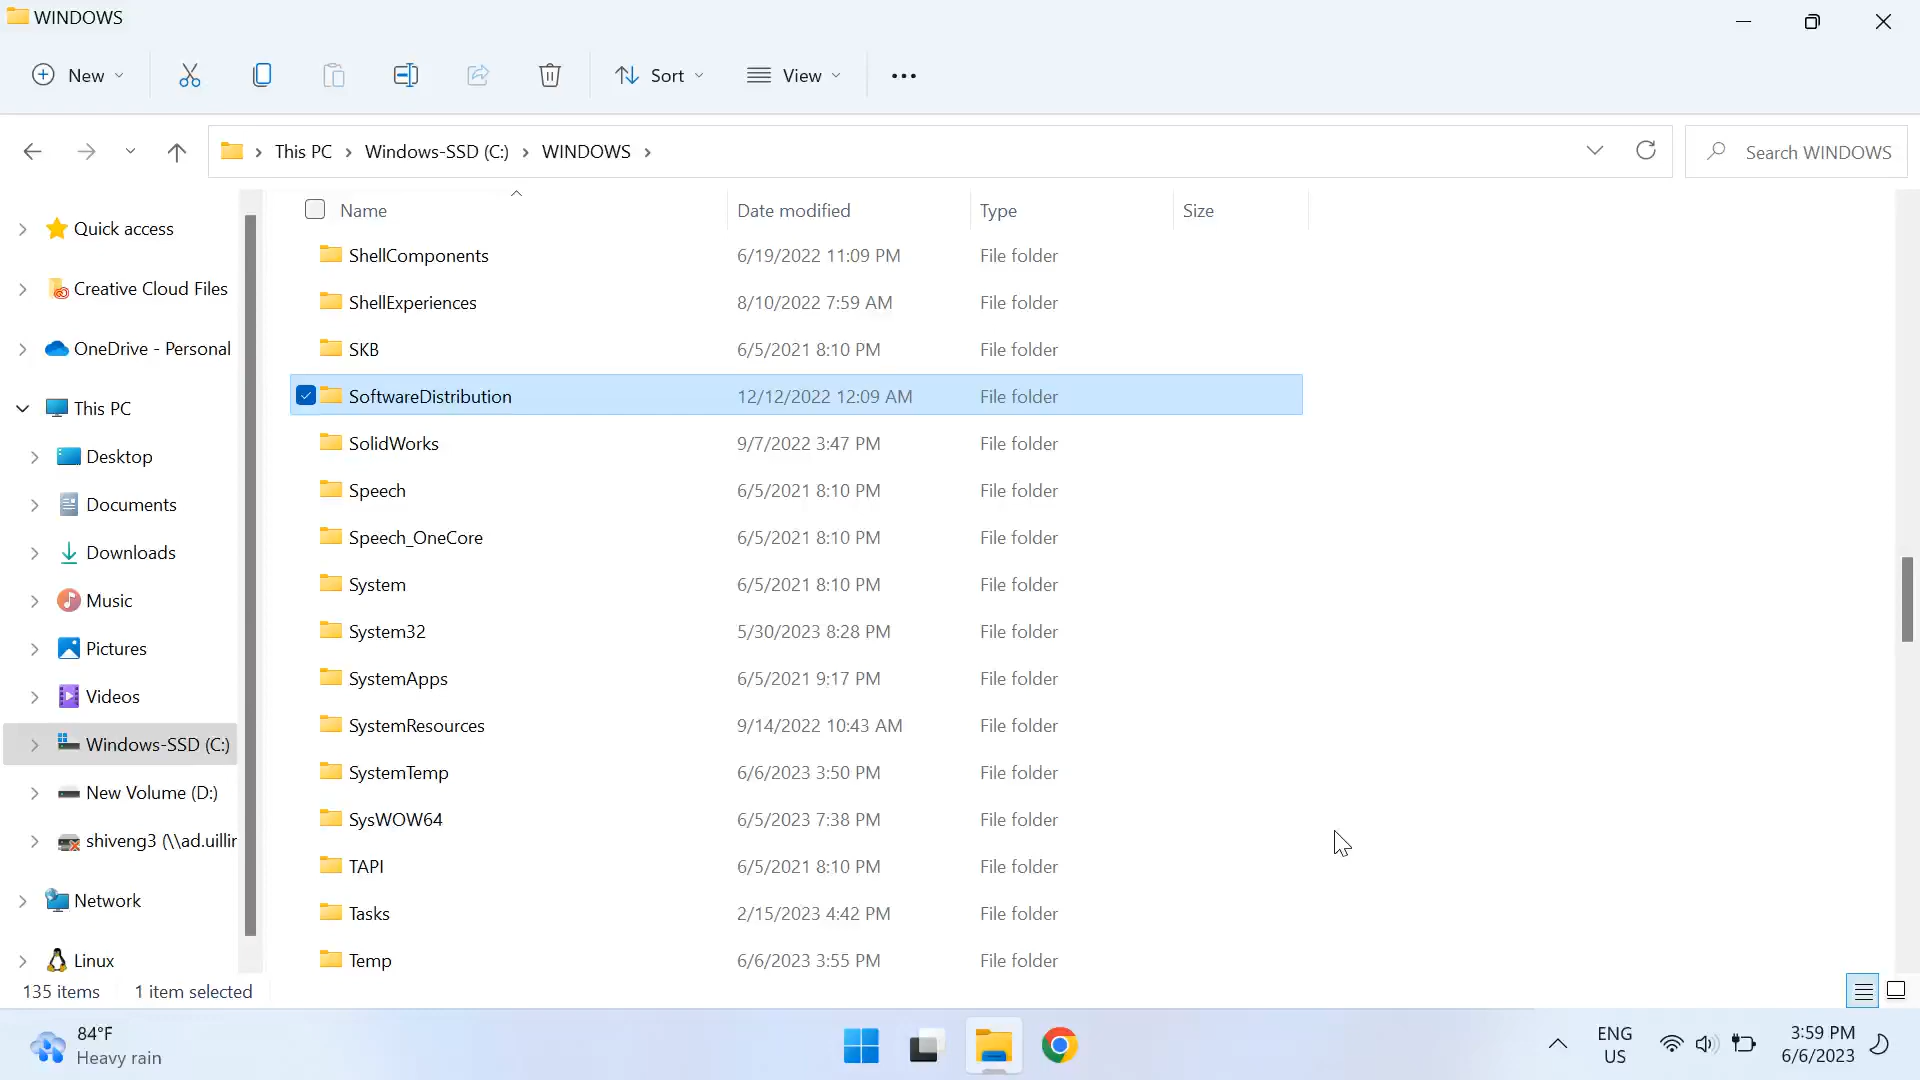 WINDOWS
New
Sort
View
This PC
Windows-SSD (C:)
WINDOWS
Search WINDOWS
Quick access
Creative Cloud Files
OneDrive - Personal
This PC
Desktop
Documents
Downloads
Music
Pictures
Videos
Windows-SSD (C:)
New Volume (D:)
shiveng3 (\\ad.uillir
Network
Linux
Name Date modified Type Size
ShellComponents 6/19/2022 11:09 PM File folder
ShellExperiences 8/10/2022 7:59 AM File folder
SKB 6/5/2021 8:10 PM File folder
SoftwareDistribution 12/12/2022 12:09 AM File folder
SolidWorks 9/7/2022 3:47 PM File folder
Speech 6/5/2021 8:10 PM File folder
Speech_OneCore 6/5/2021 8:10 PM File folder
System 6/5/2021 8:10 PM File folder
System32 5/30/2023 8:28 PM File folder
SystemApps 6/5/2021 9:17 PM File folder
SystemResources 9/14/2022 10:43 AM File folder
SystemTemp 6/6/2023 3:50 PM File folder
SysWOW64 6/5/2023 7:38 PM File folder
TAPI 6/5/2021 8:10 PM File folder
Tasks 2/15/2023 4:42 PM File folder
Temp 6/6/2023 3:55 PM File folder
135 items 1 item selected
84°F
Heavy rain
ENG
US
3:59 PM
6/6/2023